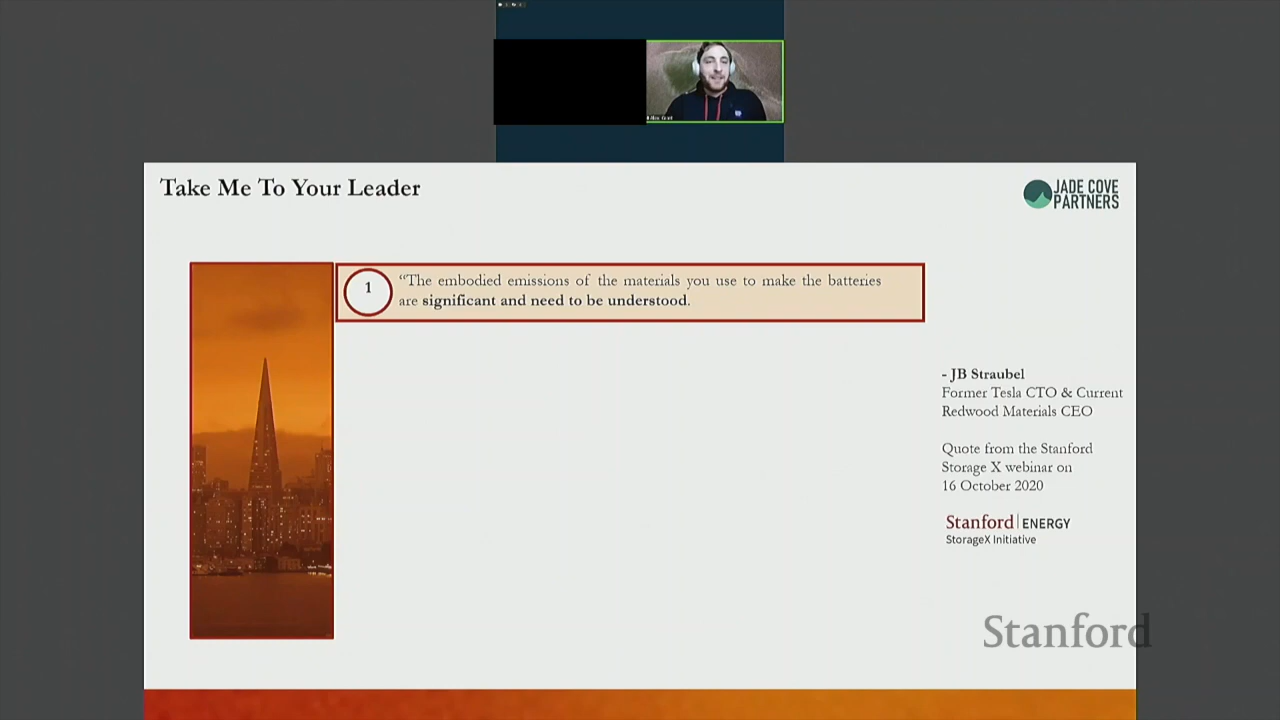 Take Me To Your Leader
JADE COVE
PARTNERS
1
“The embodied emissions of the materials you use to make the batteries
are significant and need to be understood.
- JB Straubel
Former Tesla CTO & Current
Redwood Materials CEO
Quote from the Stanford
Storage X webinar on
16 October 2020
Stanford | ENERGY
StorageX Initiative
Stanford